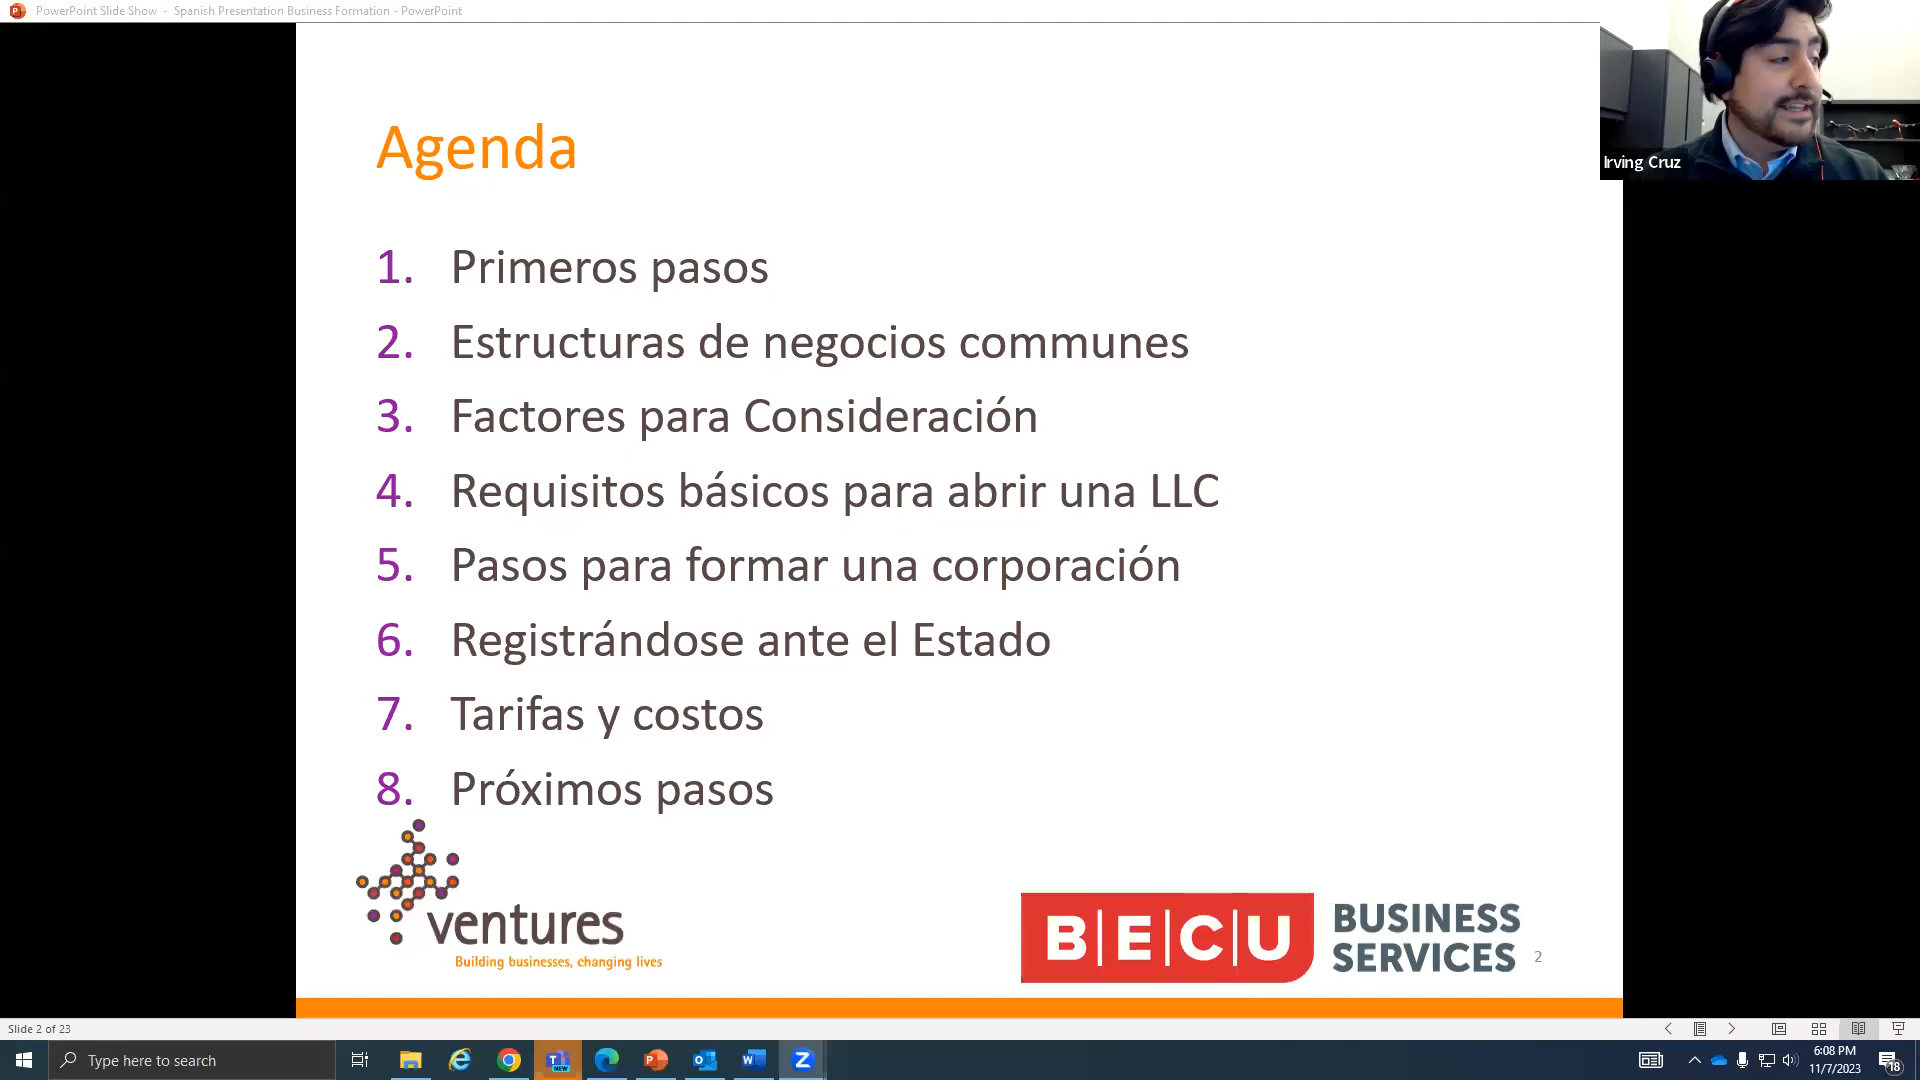 PowerPoint Slide Show - Spanish Presentation Business Formation - PowerPoint
Irving Cruz
Agenda
1. Primeros pasos
2. Estructuras de negocios communes
3. Factores para Consideración
4. Requisitos básicos para abrir una LLC
5. Pasos para formar una corporación
6. Registrándose ante el Estado
7. Tarifas y costos
8. Próximos pasos
ventures
Building businesses, changing lives
BECU
BUSINESS
SERVICES
2
Slide 2 of 23
Type here to search
NEW
6:08 PM
11/7/2023
18